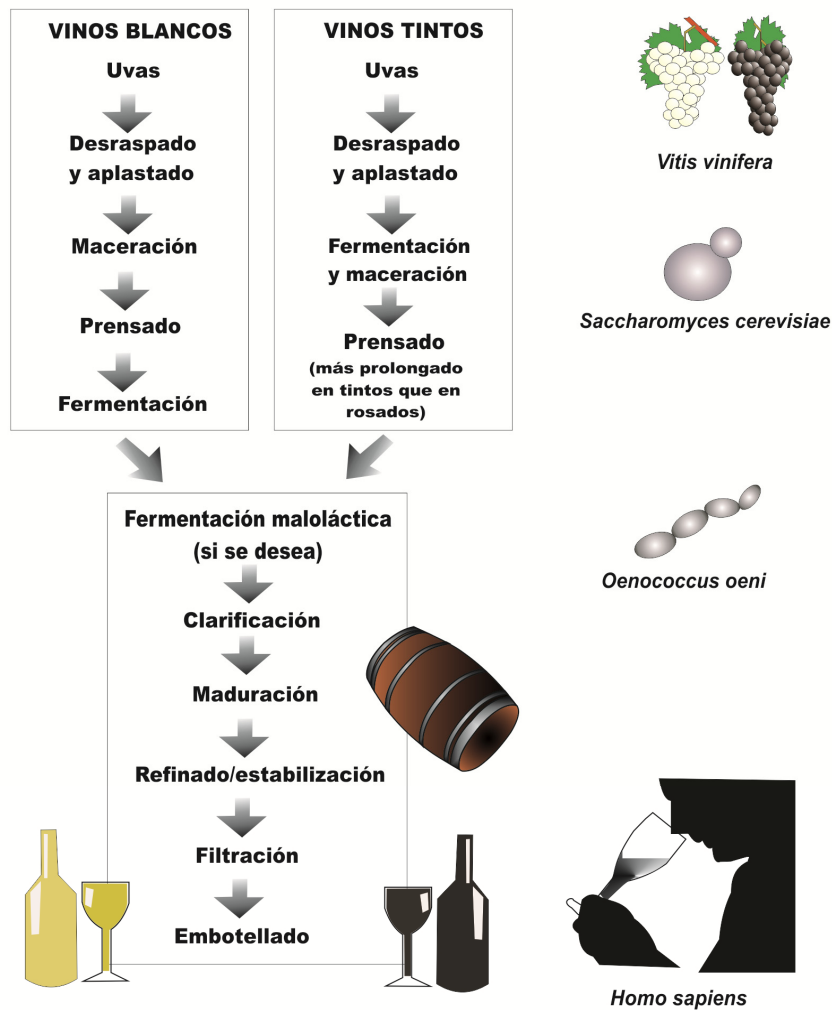 VINOS BLANCOS
Uvas
Desraspado
y aplastado
Maceración
Prensado
Fermentación
VINOS TINTOS
Uvas
Desraspado
y aplastado
Fermentación
y maceración
Prensado
(más prolongado
en tintos que en
rosados)
Fermentación maloláctica
(si se desea)
Clarificación
Maduración
Refinado/estabilización
Filtración
Embotellado
Vitis vinifera
Saccharomyces cerevisiae
Oenococcus oeni
Homo sapiens